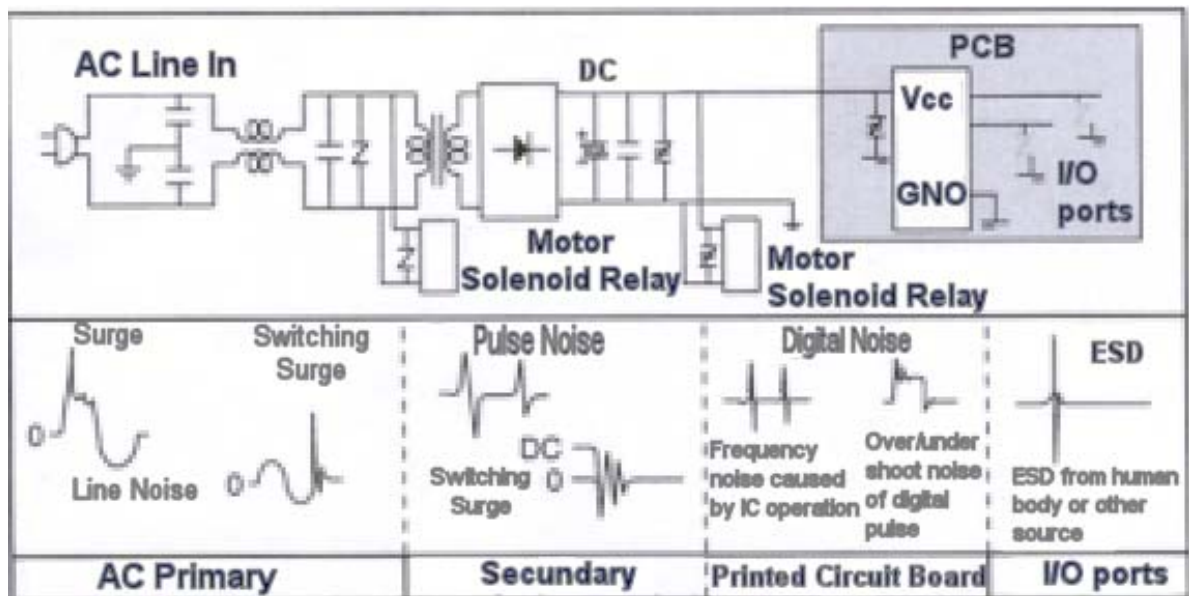 AC Line In
DC
PCB
Vcc
GNO
I/O
ports
Motor
Solenoid Relay
Motor
Solenoid Relay
Surge
0
Line Noise
Switching
Surge
0
Pulse Noise
Switching
Surge
DC
0
Digital Noise
Frequency
noise caused
by IC operation
Over/under
shoot noise
of digital
pulse
ESD
ESD from human
body or other
source
AC Primary
Secundary
Printed Circuit Board
I/O ports